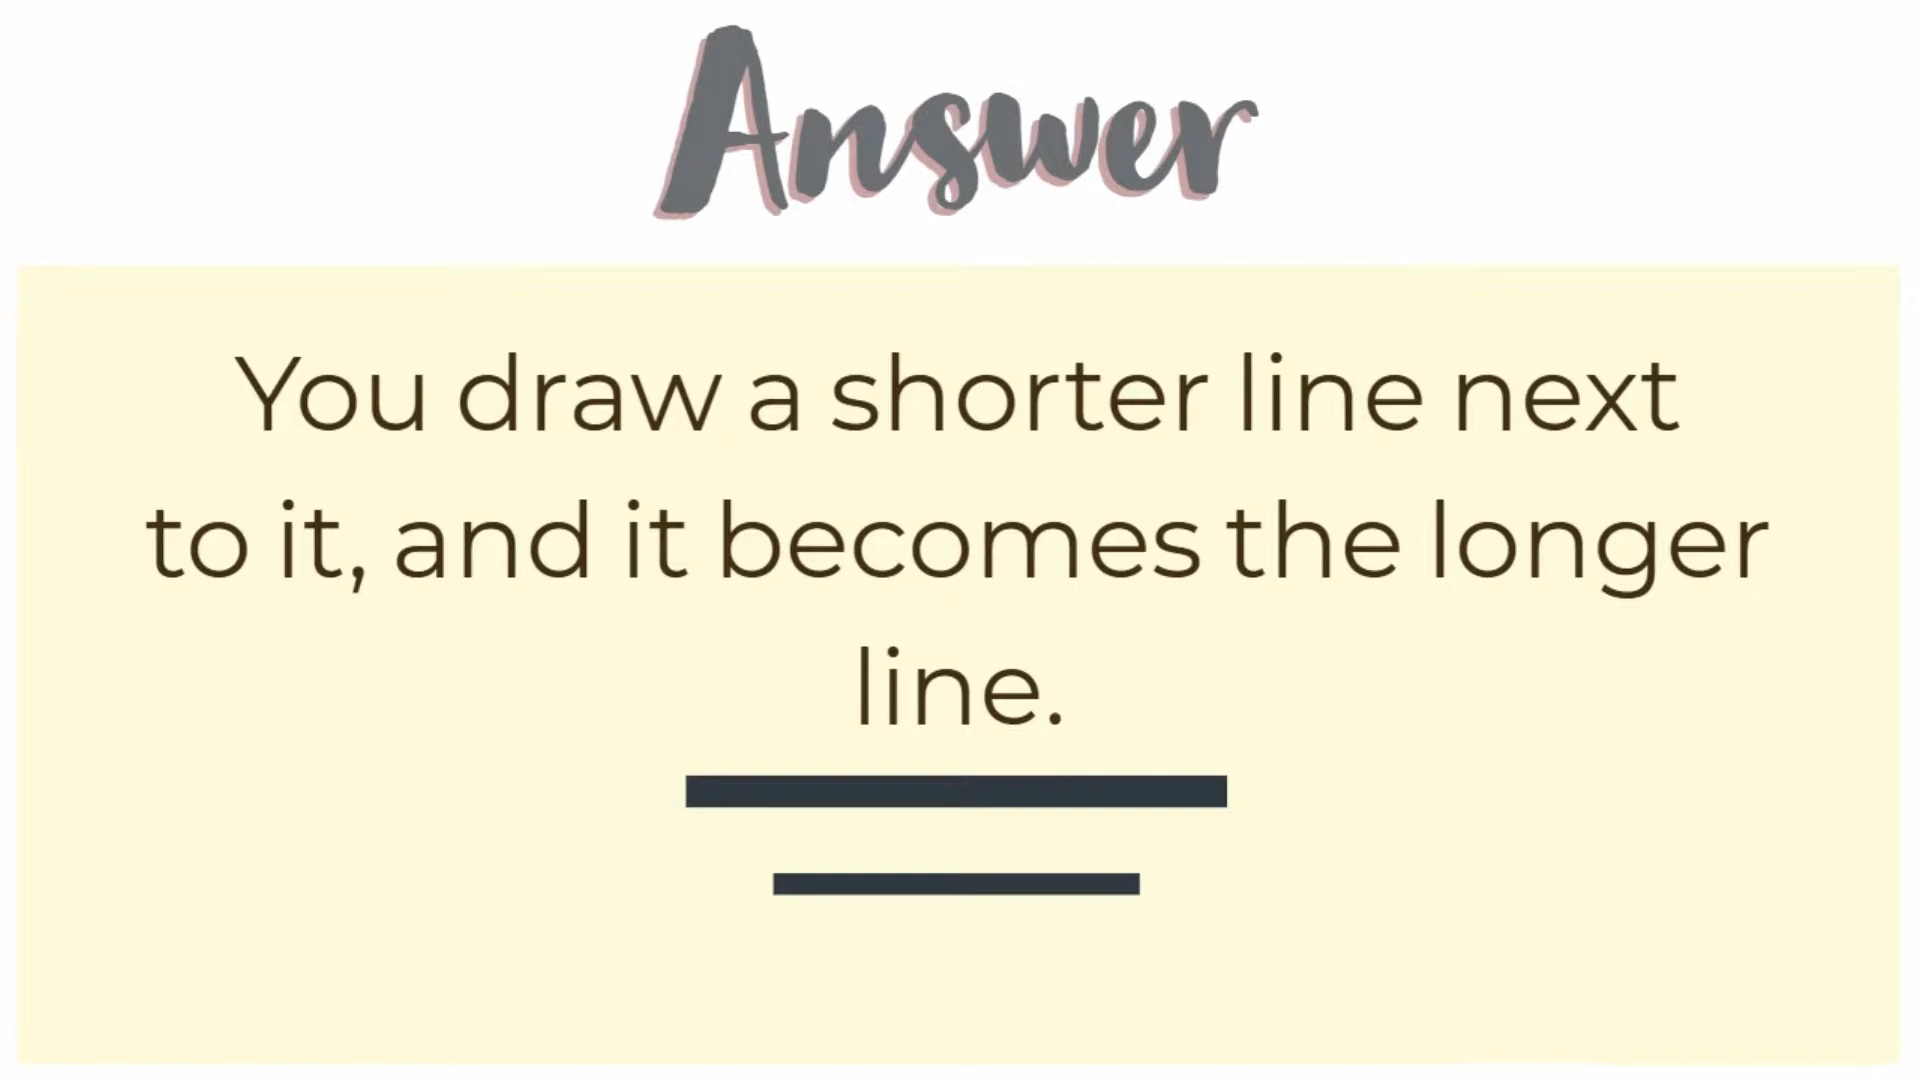 Answer
You draw a shorter line next
to it, and it becomes the longer
line.